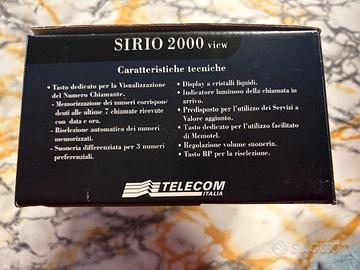 SIRIO 2000 view
Caratteristiche tecniche
• Tasto dedicato per la Visualizzazione
del Numero Chiamante.
- Memorizzazione dei numeri corrispon-
denti alle ultime 7 chiamate ricevute
con data e ora.
- Riselezione automatica dei numeri
memorizzati.
- Suoneria differenziata per 3 numeri
preferenziali.
• Display a cristalli liquidi.
• Indicatore luminoso della chiamata in
arrivo.
• Predisposto per l'utilizzo dei Servizi a
Valore aggiunto.
• Tasto dedicato per l'utilizzo facilitato
di Memotel.
• Regolazione volume suoneria.
• Tasto RP per la riselezione.
TELECOM
ITALIA
subito